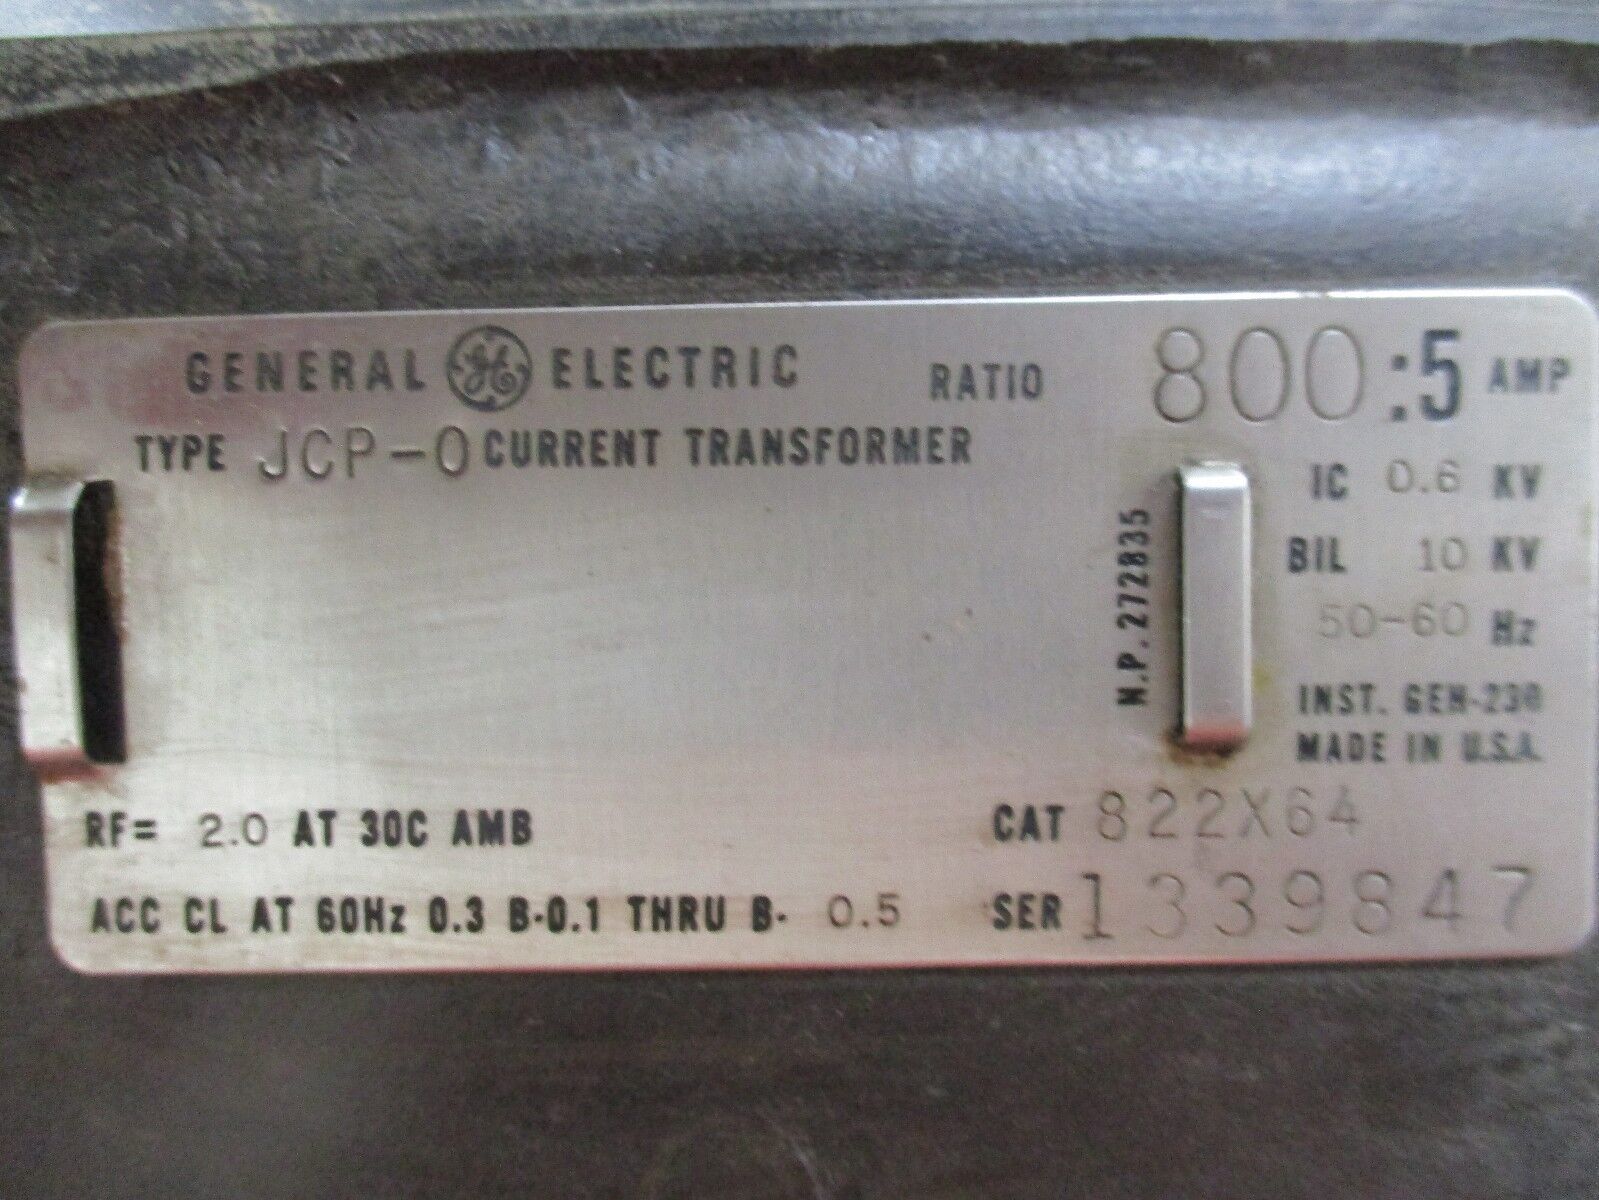 GENERAL GE ELECTRIC RATIO 800:5 AMP
TYPE JCP-0 CURRENT TRANSFORMER
IC 0.6 KV
BIL 10 KV
50-60 Hz
N.P. 272835
INST. GEH-230
MADE IN U.S.A.
RF= 2.0 AT 30C AMB
CAT 822X64
ACC CL AT 60Hz 0.3 B-0.1 THRU B- 0.5
SER 1339847